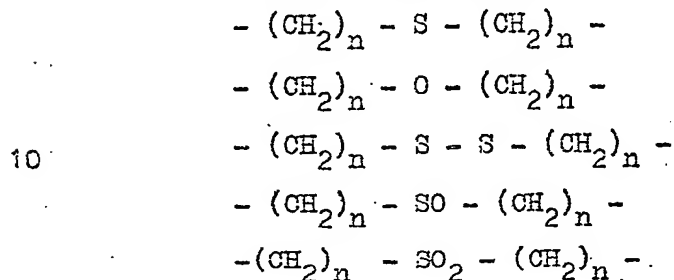 - (CH2)n - S - (CH2)n -
- (CH2)n - O - (CH2)n -
10 - (CH2)n - S - S - (CH2)n -
- (CH2)n - SO - (CH2)n -
-(CH2)n - SO2 - (CH2)n -